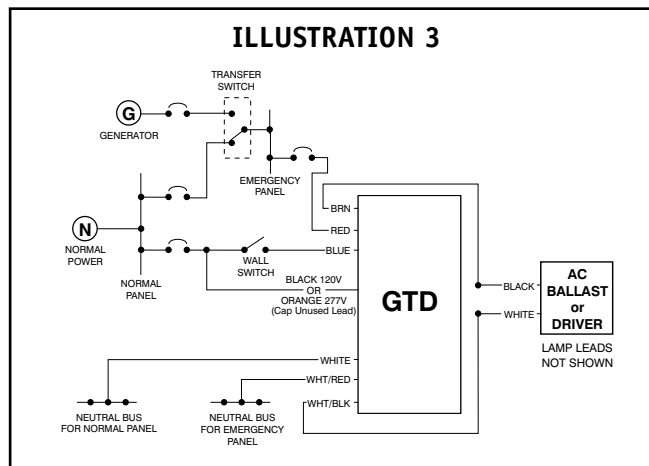 ILLUSTRATION 3
TRANSFER
SWITCH
G
GENERATOR
EMERGENCY
PANEL
BRN
RED
N
NORMAL
POWER
BLUE
WALL
SWITCH
NORMAL
PANEL
BLACK 120V
OR
ORANGE 277V
(Cap Unused Lead)
GTD
BLACK
WHITE
AC
BALLAST
or
DRIVER
LAMP LEADS
NOT SHOWN
WHITE
WHT/RED
WHT/BLK
NEUTRAL BUS
FOR NORMAL PANEL
NEUTRAL BUS
FOR EMERGENCY
PANEL